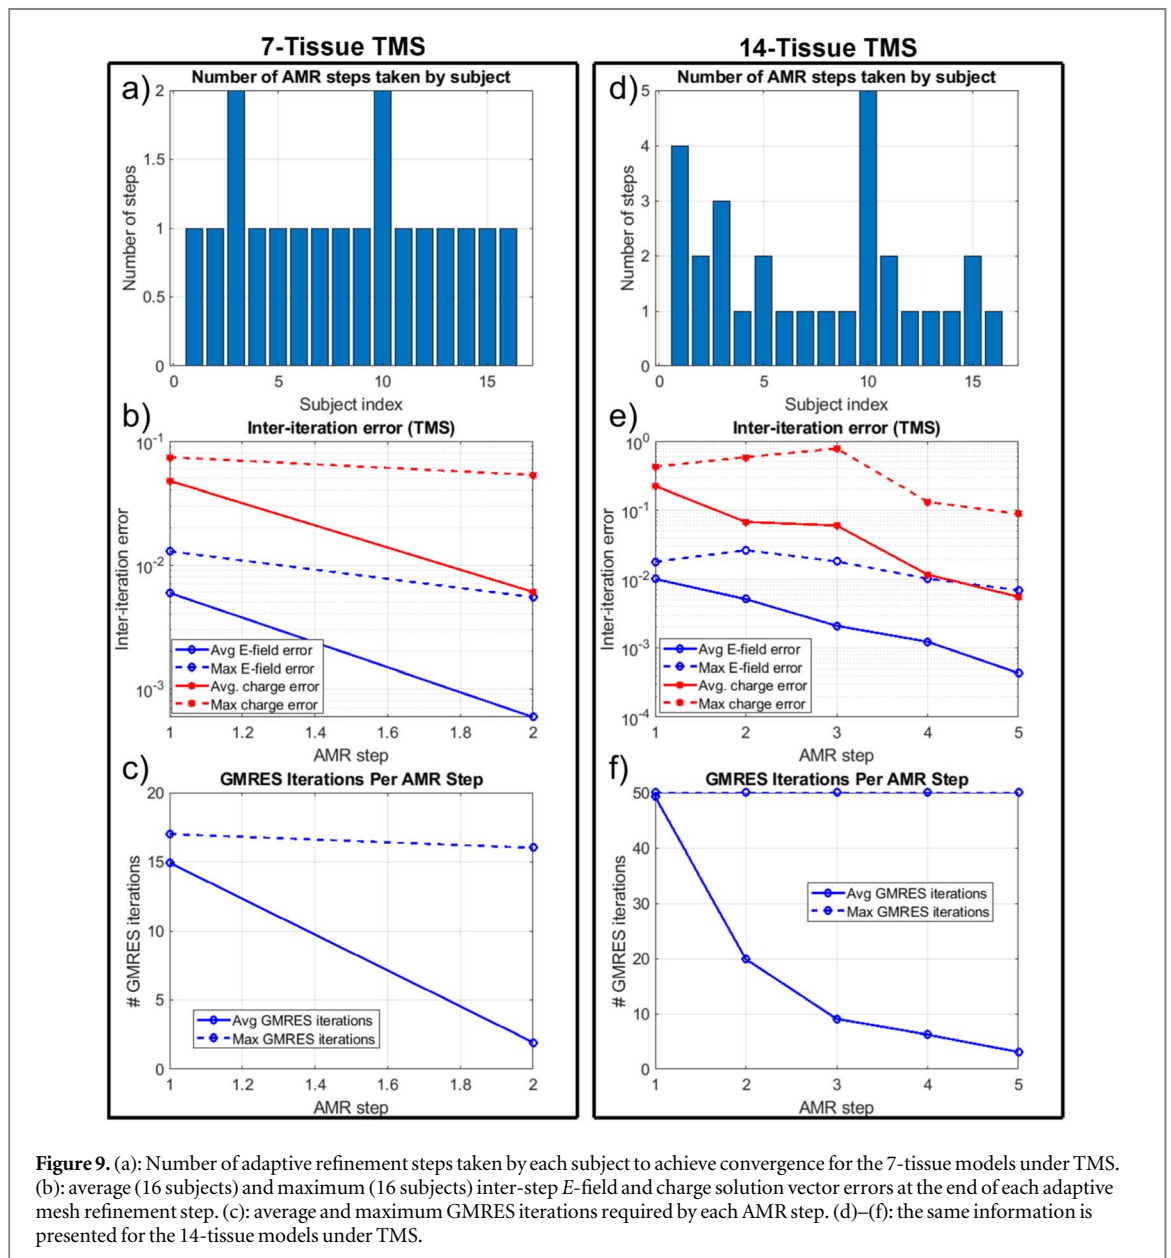 7-Tissue TMS
a)
Number of AMR steps taken by subject
2
1.5
1
0.5
0
Number of steps
0 5 10 15
Subject index
b)
Inter-iteration error (TMS)
10-1
10-2
10-3
Inter-iteration error
Avg E-field error
Max E-field error
Avg. charge error
Max charge error
1 1.2 1.4 1.6 1.8 2
AMR step
c)
GMRES Iterations Per AMR Step
20
15
10
5
0
# GMRES iterations
Avg GMRES iterations
Max GMRES iterations
1 1.2 1.4 1.6 1.8 2
AMR step
14-Tissue TMS
d)
Number of AMR steps taken by subject
5
4
3
2
1
0
Number of steps
0 5 10 15
Subject index
e)
Inter-iteration error (TMS)
100
10-1
10-2
10-3
10-4
Inter-iteration error
Avg E-field error
Max E-field error
Avg. charge error
Max charge error
1 2 3 4 5
AMR step
f)
GMRES Iterations Per AMR Step
50
40
30
20
10
0
# GMRES iterations
Avg GMRES iterations
Max GMRES iterations
1 2 3 4 5
AMR step
Figure 9. (a): Number of adaptive refinement steps taken by each subject to achieve convergence for the 7-tissue models under TMS.
(b): average (16 subjects) and maximum (16 subjects) inter-step E-field and charge solution vector errors at the end of each adaptive
mesh refinement step. (c): average and maximum GMRES iterations required by each AMR step. (d)–(f): the same information is
presented for the 14-tissue models under TMS.